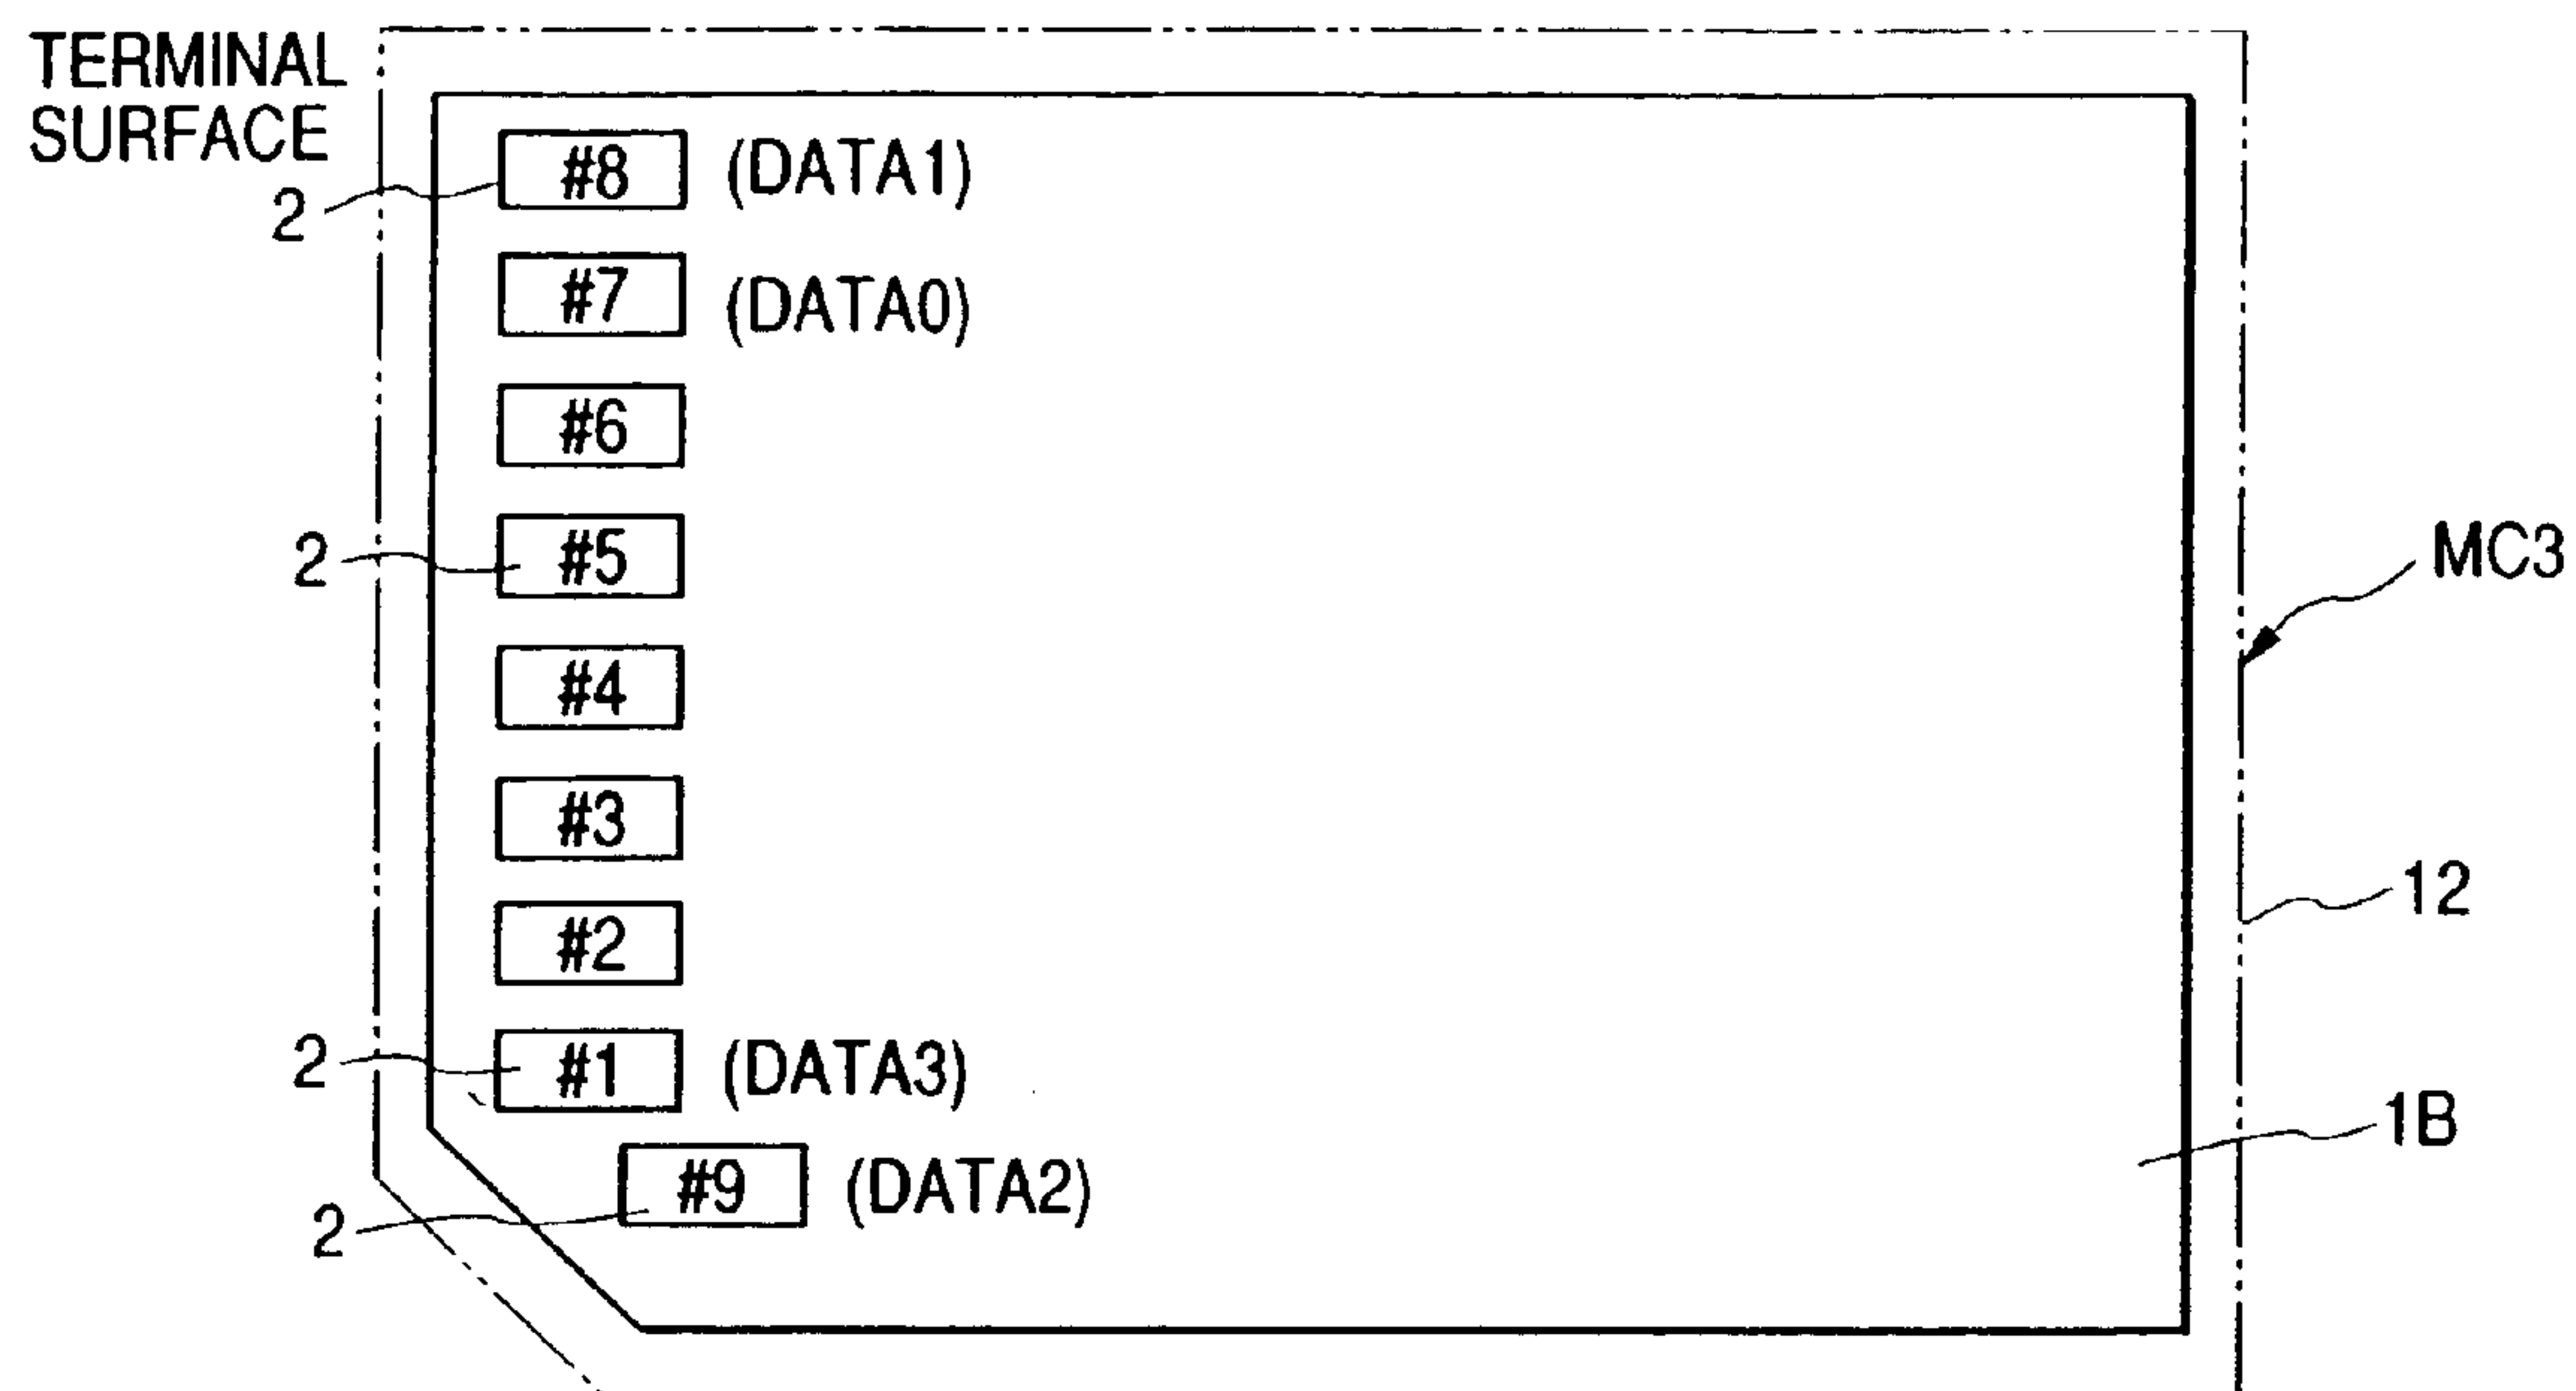 TERMINAL
SURFACE
2
#8 (DATA1)
#7 (DATA0)
#6
2 #5
MC3
#4
#3
12
#2
2 #1 (DATA3)
1B
2 #9 (DATA2)